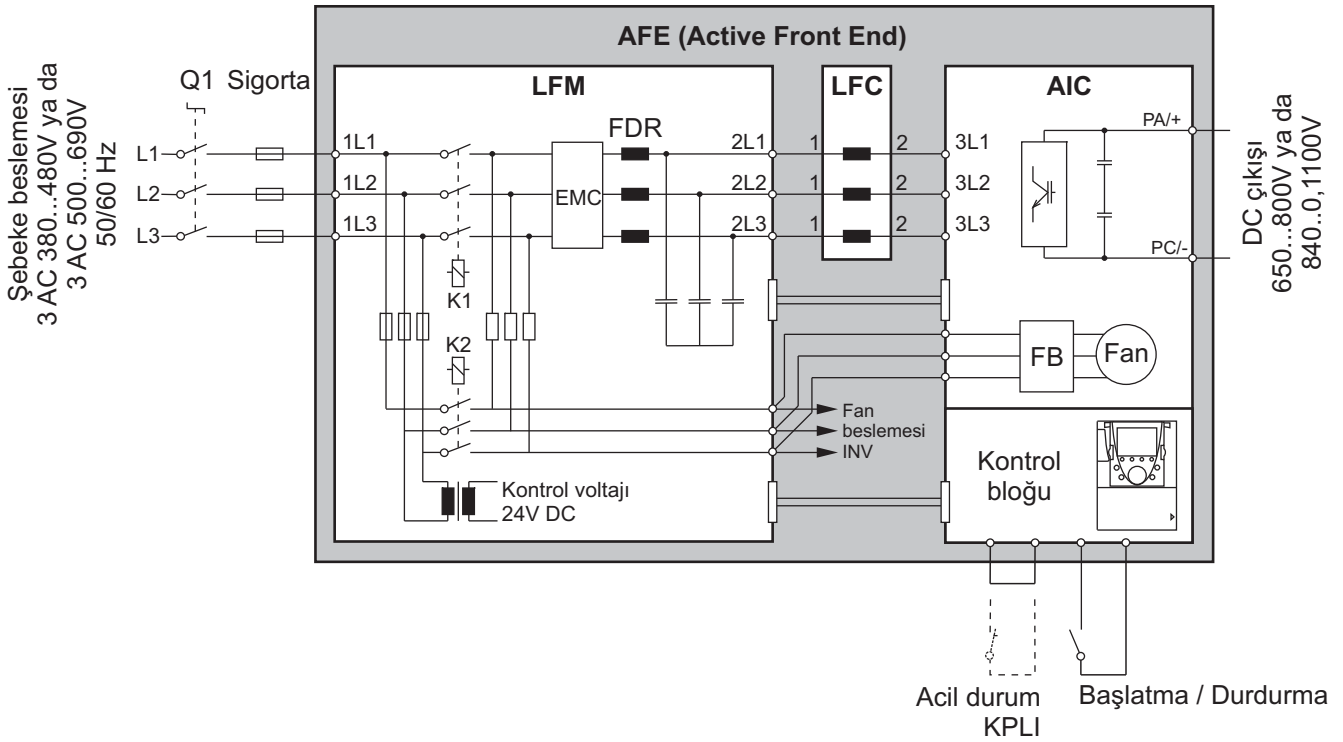 AFE (Active Front End)
Şebeke beslemesi
3 AC 380...480V ya da
3 AC 500...690V
50/60 Hz
Q1 Sigorta
L1
L2
L3
LFM
1L1
1L2
1L3
K1
K2
EMC
FDR
2L1
2L2
2L3
Fan
beslemesi
INV
Kontrol voltajı
24V DC
LFC
1 2
1 2
1 2
AIC
3L1
3L2
3L3
PA/+
PC/-
FB
Fan
Kontrol
bloğu
DC çıkışı
650...800V ya da
840..0,1100V
Acil durum
KPLI
Başlatma / Durdurma